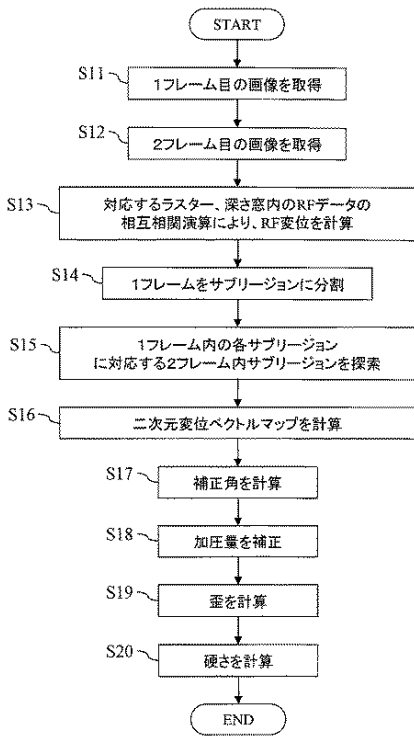 START
S11
1フレーム目の画像を取得
S12
2フレーム目の画像を取得
S13
対応するラスター、深さ窓内のRFデータの
相互相関演算により、RF変位を計算
S14
1フレームをサブリージョンに分割
S15
1フレーム内の各サブリージョン
に対応する2フレーム内サブリージョンを探索
S16
二次元変位ベクトルマップを計算
S17
補正角を計算
S18
加圧量を補正
S19
歪を計算
S20
硬さを計算
END